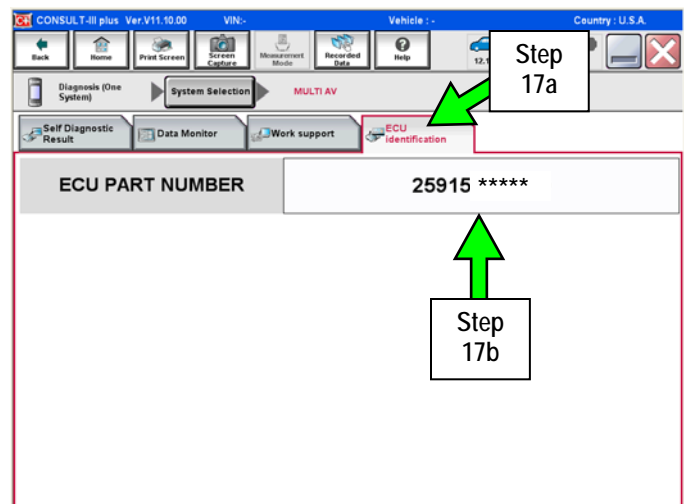 CONSULT-III plus Ver.V11.10.00 VIN:- Vehicle : - Country : U.S.A.
Back Home Print Screen Screen Capture Measurement Mode Recorded Data Help
12.1
Step
17a
Diagnosis (One
System)
System Selection
MULTI AV
Self Diagnostic
Result
Data Monitor
Work support
ECU
Identification
ECU PART NUMBER
25915 *****
Step
17b